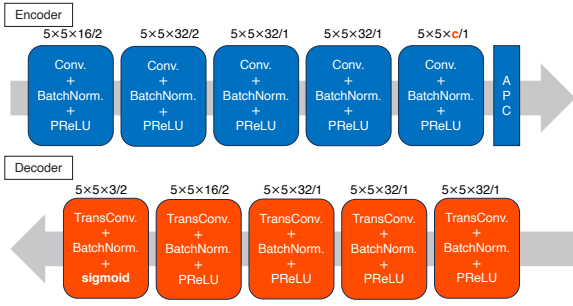 Encoder
5×5×16/2 5×5×32/2 5×5×32/1 5×5×32/1 5×5×c/1
Conv. Conv. Conv. Conv. Conv. A
+ + + + + P
BatchNorm. BatchNorm. BatchNorm. BatchNorm. BatchNorm. C
+ + + + +
PReLU PReLU PReLU PReLU PReLU
Decoder
5×5×3/2 5×5×16/2 5×5×32/1 5×5×32/1 5×5×32/1
TransConv. TransConv. TransConv. TransConv. TransConv.
+ + + + +
BatchNorm. BatchNorm. BatchNorm. BatchNorm. BatchNorm.
+ + + + +
sigmoid PReLU PReLU PReLU PReLU